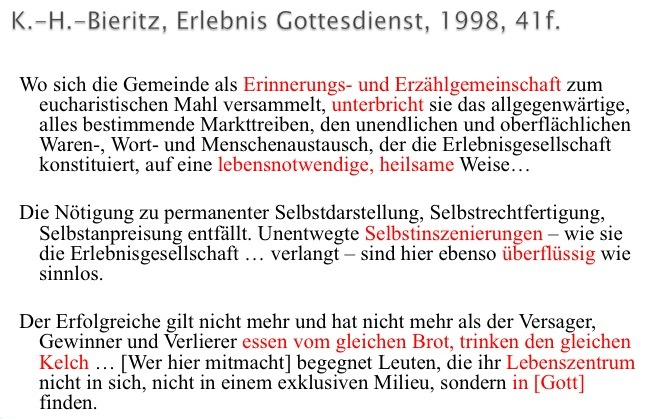 K.-H.-Bieritz, Erlebnis Gottesdienst, 1998, 41f.
Wo sich die Gemeinde als Erinnerungs- und Erzählgemeinschaft zum
eucharistischen Mahl versammelt, unterbricht sie das allgegenwärtige,
alles bestimmende Markttreiben, den unendlichen und oberflächlichen
Waren-, Wort- und Menschenaustausch, der die Erlebnisgesellschaft
konstituiert, auf eine lebensnotwendige, heilsame Weise…
Die Nötigung zu permanenter Selbstdarstellung, Selbstrechtfertigung,
Selbstanpreisung entfällt. Unentwegte Selbstinszenierungen – wie sie
die Erlebnisgesellschaft … verlangt – sind hier ebenso überflüssig wie
sinnlos.
Der Erfolgreiche gilt nicht mehr und hat nicht mehr als der Versager,
Gewinner und Verlierer essen vom gleichen Brot, trinken den gleichen
Kelch … [Wer hier mitmacht] begegnet Leuten, die ihr Lebenszentrum
nicht in sich, nicht in einem exklusiven Milieu, sondern in [Gott]
finden.